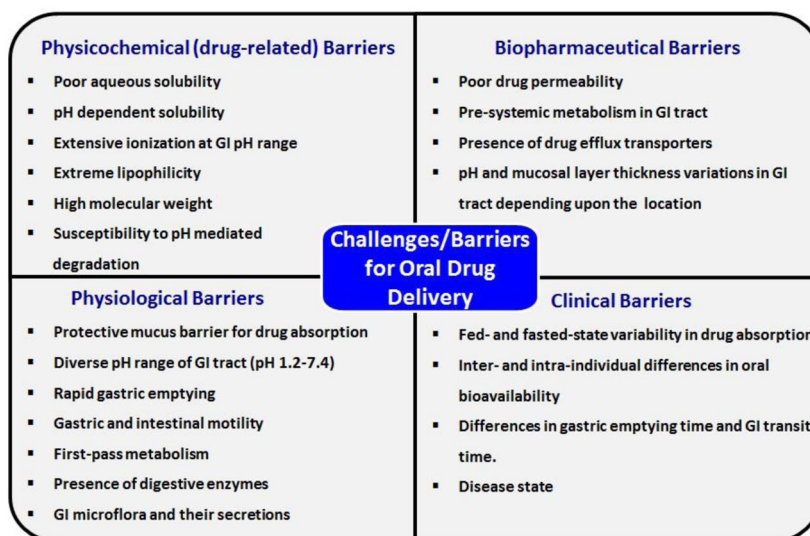 Physicochemical (drug-related) Barriers
Poor aqueous solubility
pH dependent solubility
Extensive ionization at GI pH range
Extreme lipophilicity
High molecular weight
Susceptibility to pH mediated
degradation
Biopharmaceutical Barriers
Poor drug permeability
Pre-systemic metabolism in GI tract
Presence of drug efflux transporters
pH and mucosal layer thickness variations in GI
tract depending upon the location
Challenges/Barriers
for Oral Drug
Delivery
Physiological Barriers
Protective mucus barrier for drug absorption
Diverse pH range of GI tract (pH 1.2-7.4)
Rapid gastric emptying
Gastric and intestinal motility
First-pass metabolism
Presence of digestive enzymes
GI microflora and their secretions
Clinical Barriers
Fed- and fasted-state variability in drug absorption
Inter- and intra-individual differences in oral
bioavailability
Differences in gastric emptying time and GI transit
time.
Disease state